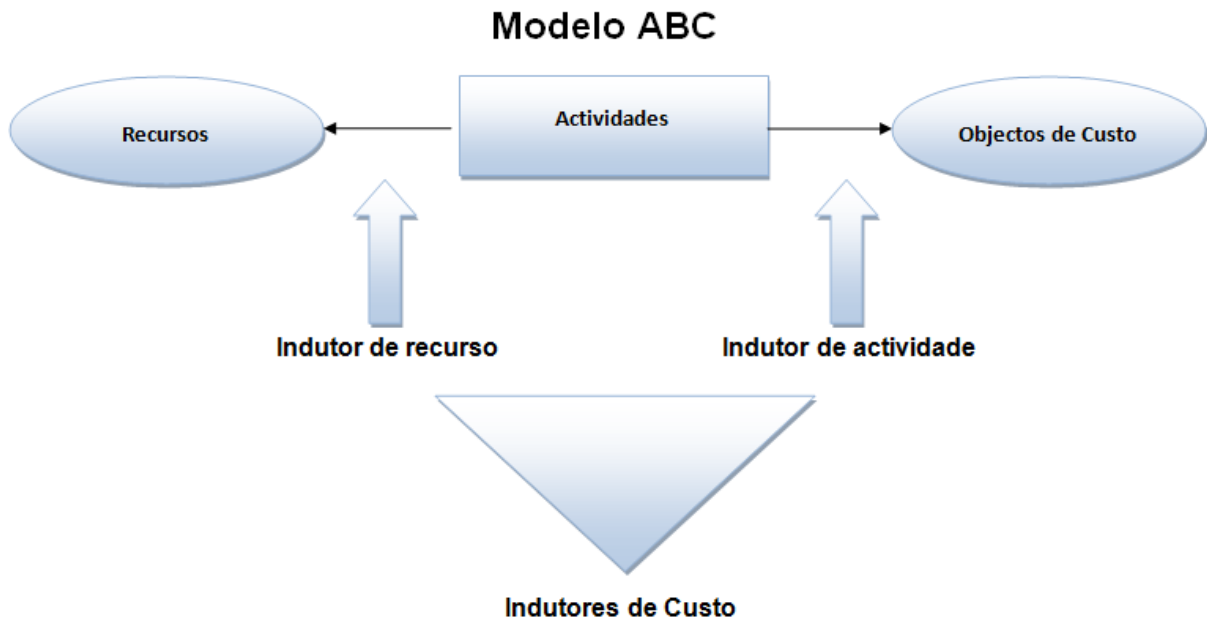 Modelo ABC
Recursos
Actividades
Objectos de Custo
Indutor de recurso
Indutor de actividade
Indutores de Custo